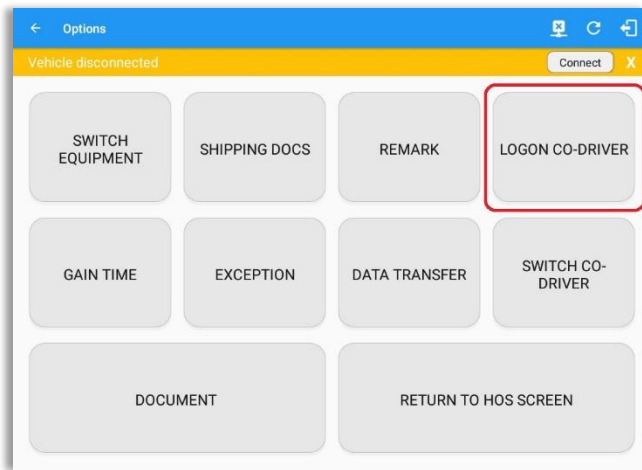 Options
Vehicle disconnected
Connect
X
SWITCH
EQUIPMENT
SHIPPING DOCS
REMARK
LOGON CO-DRIVER
GAIN TIME
EXCEPTION
DATA TRANSFER
SWITCH CO-
DRIVER
DOCUMENT
RETURN TO HOS SCREEN